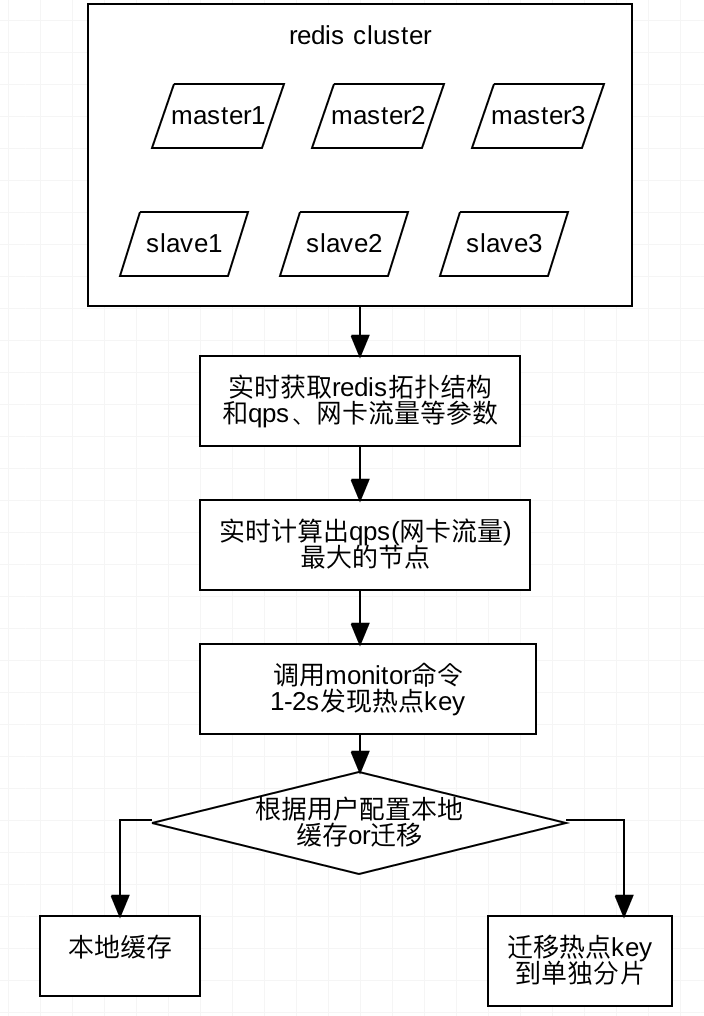 redis cluster
master1
master2
master3
slave1
slave2
slave3
实时获取redis拓扑结构
和qps、网卡流量等参数
实时计算出qps(网卡流量)
最大的节点
调用monitor命令
1-2s发现热点key
根据用户配置本地
缓存or迁移
本地缓存
迁移热点key
到单独分片